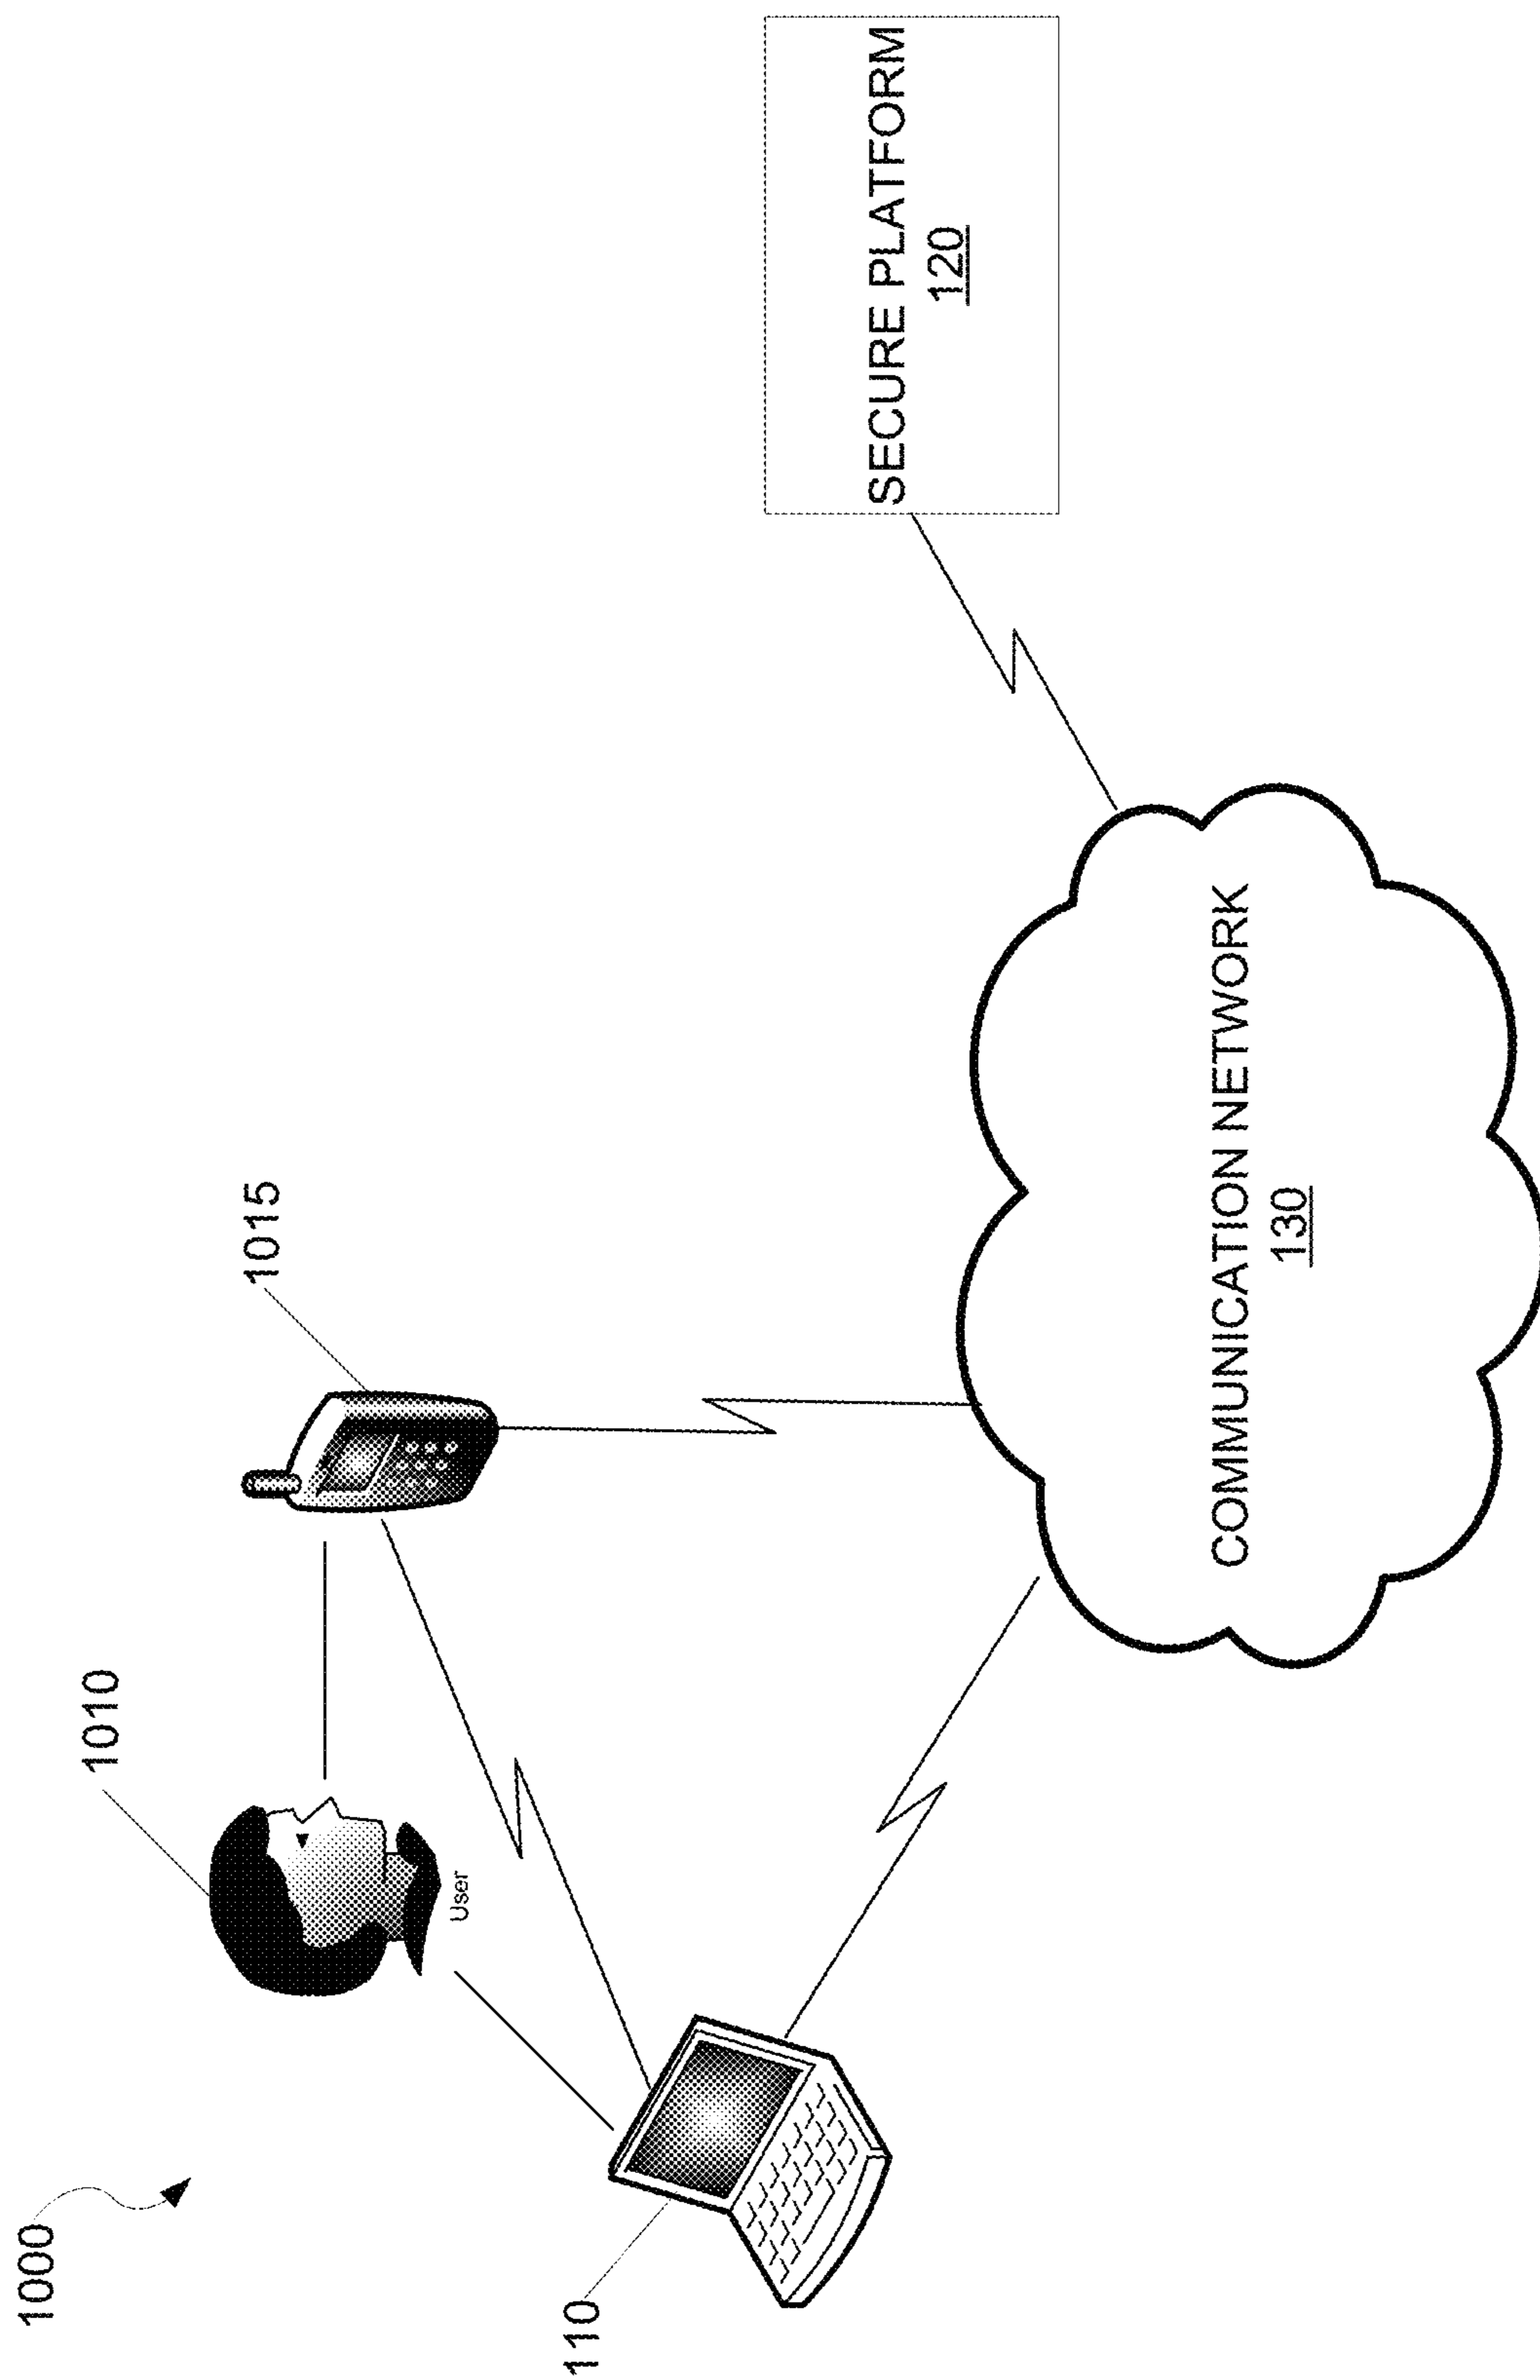 1000
1010
1015
User
110
SECURE PLATFORM
120
COMMUNICATION NETWORK
130